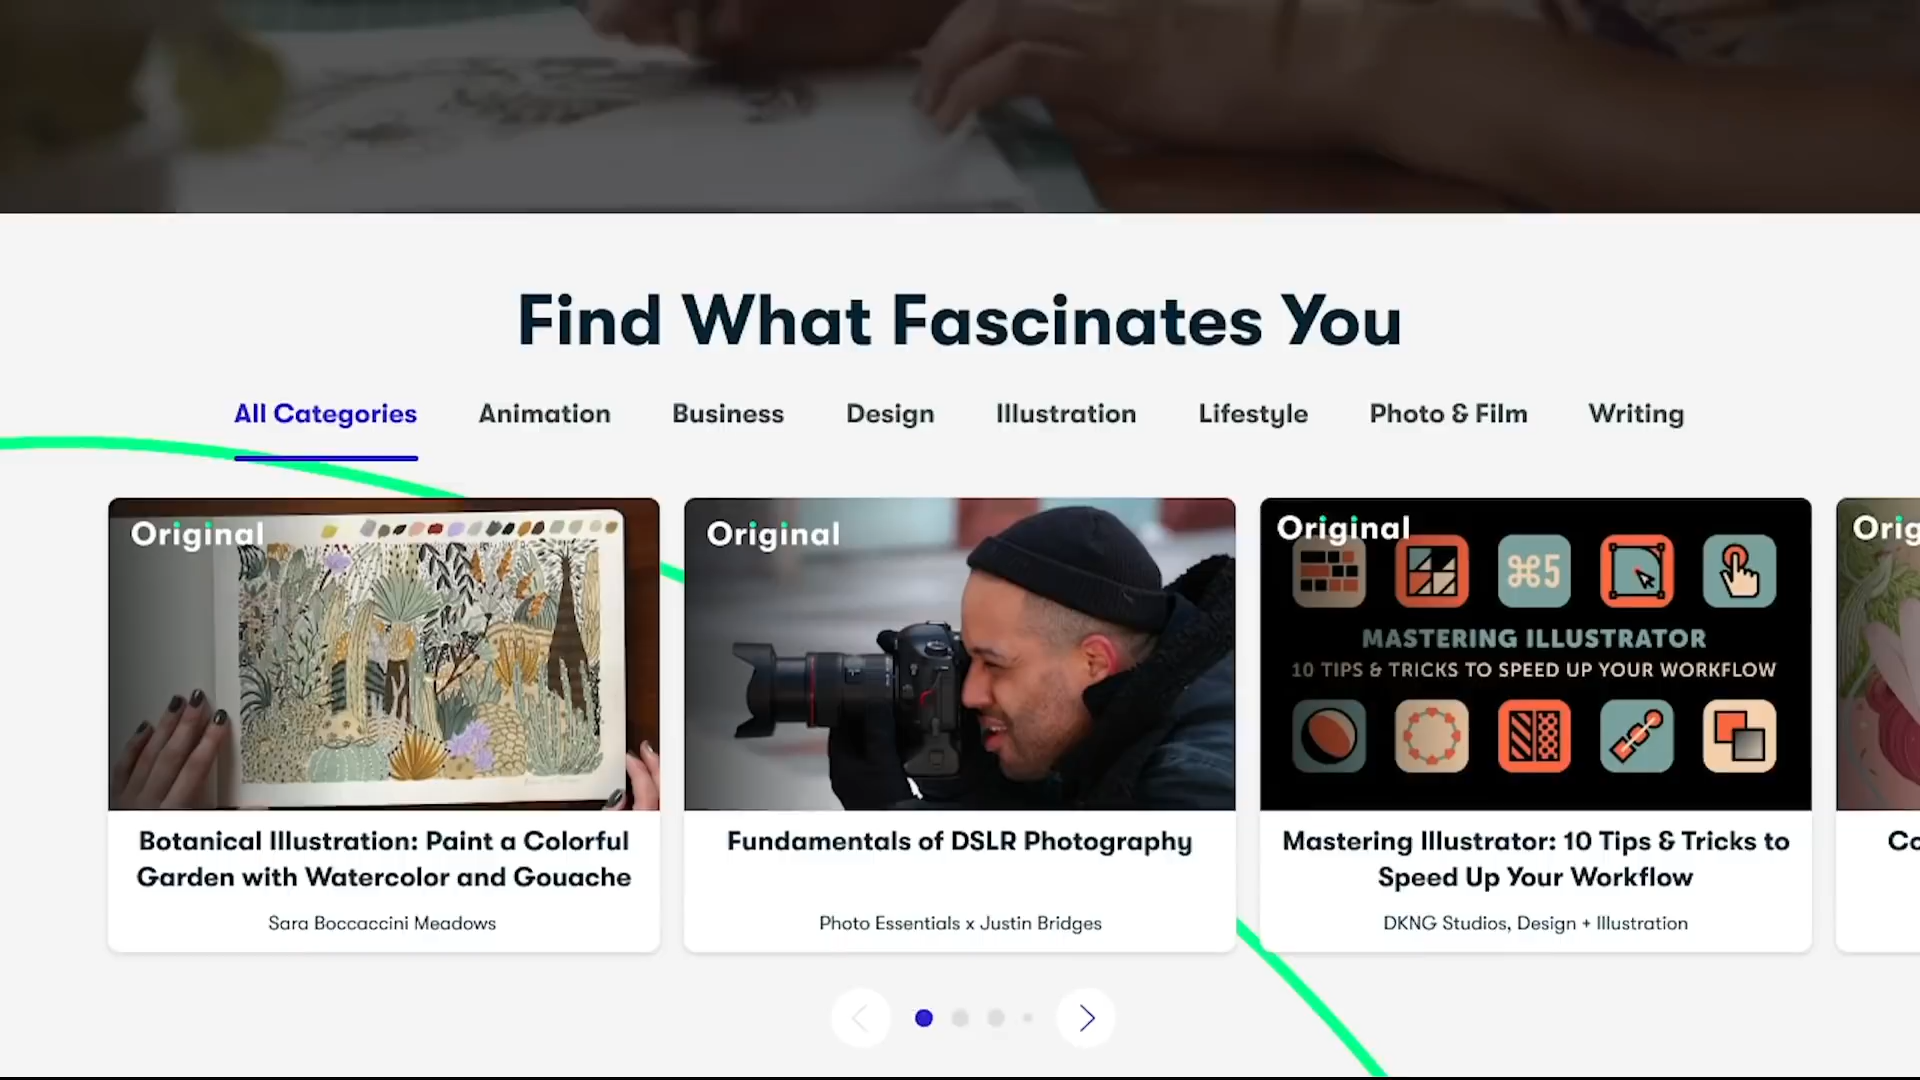 Find What Fascinates You
All Categories Animation Business Design Illustration Lifestyle Photo & Film Writing
Original
Botanical Illustration: Paint a Colorful
Garden with Watercolor and Gouache
Sara Boccaccini Meadows
Original
Fundamentals of DSLR Photography
Photo Essentials x Justin Bridges
Original
⌘5
MASTERING ILLUSTRATOR
10 TIPS & TRICKS TO SPEED UP YOUR WORKFLOW
Mastering Illustrator: 10 Tips & Tricks to
Speed Up Your Workflow
DKNG Studios, Design + Illustration
Orig
Co